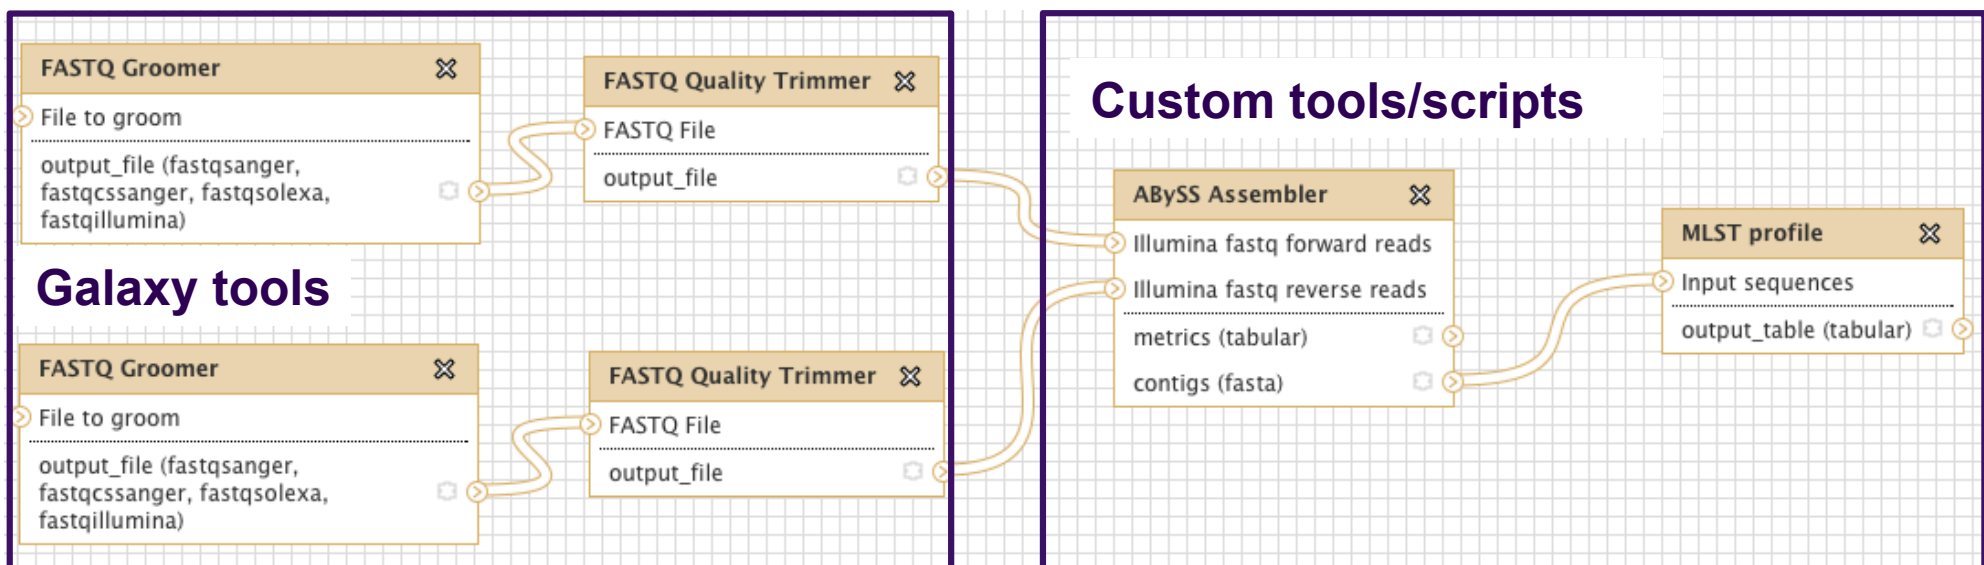 FASTQ Groomer
File to groom
output_file (fastqsanger,
fastqcssanger, fastqsolexa,
fastqillumina)
FASTQ Quality Trimmer
FASTQ File
output_file
Galaxy tools
FASTQ Groomer
File to groom
output_file (fastqsanger,
fastqcssanger, fastqsolexa,
fastqillumina)
FASTQ Quality Trimmer
FASTQ File
output_file
Custom tools/scripts
ABySS Assembler
Illumina fastq forward reads
Illumina fastq reverse reads
metrics (tabular)
contigs (fasta)
MLST profile
Input sequences
output_table (tabular)